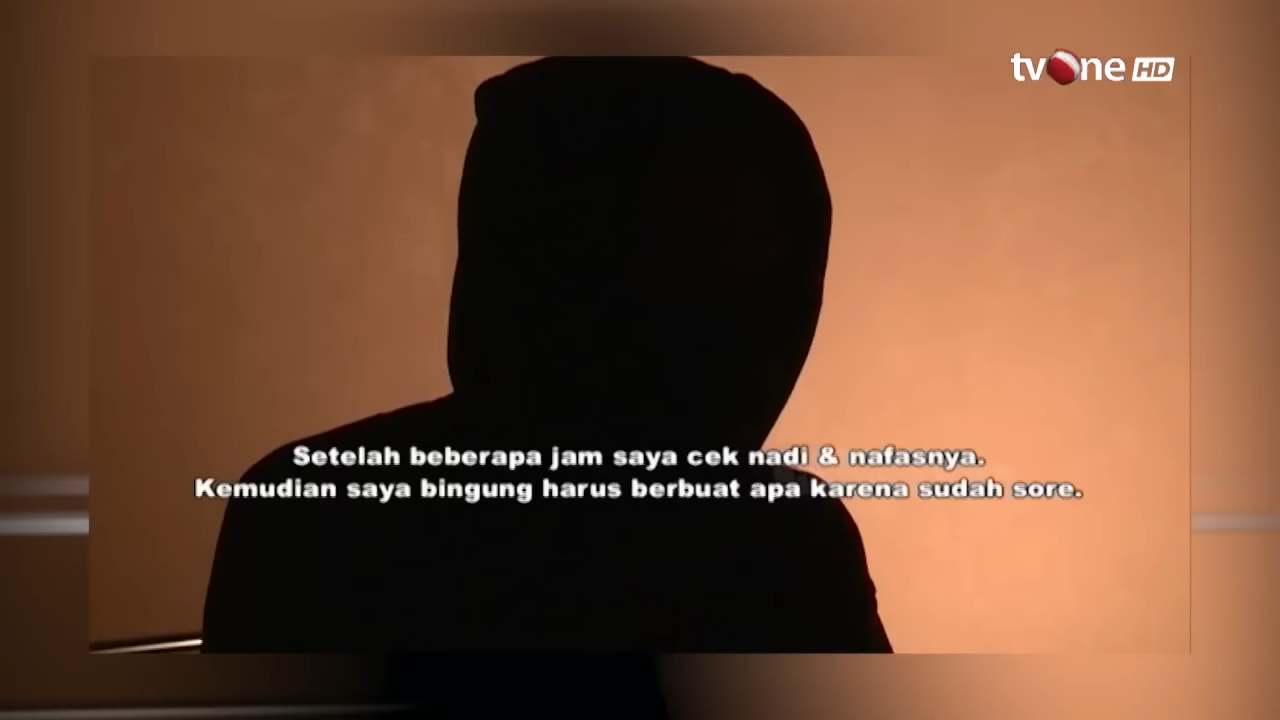 tvOne HD
Setelah beberapa jam saya cek nadi & nafasnya.
Kemudian saya bingung harus berbuat apa karena sudah sore.